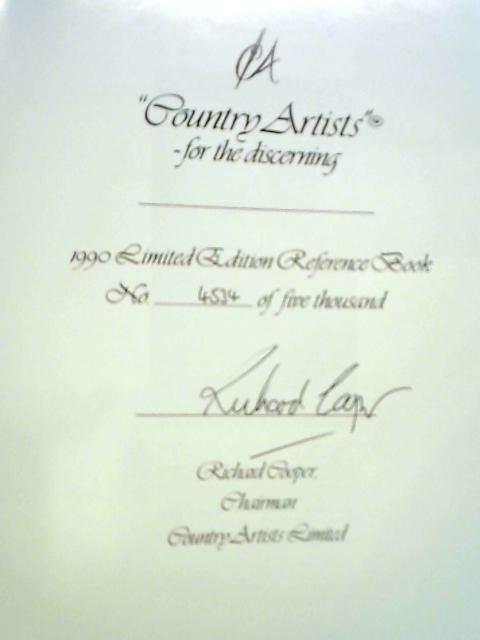 CA
"Country Artists"®
-for the discerning
1990 Limited Edition Reference Book
No 4534 of five thousand
Richard Cooper
Richard Cooper,
Chairman
Country Artists Limited